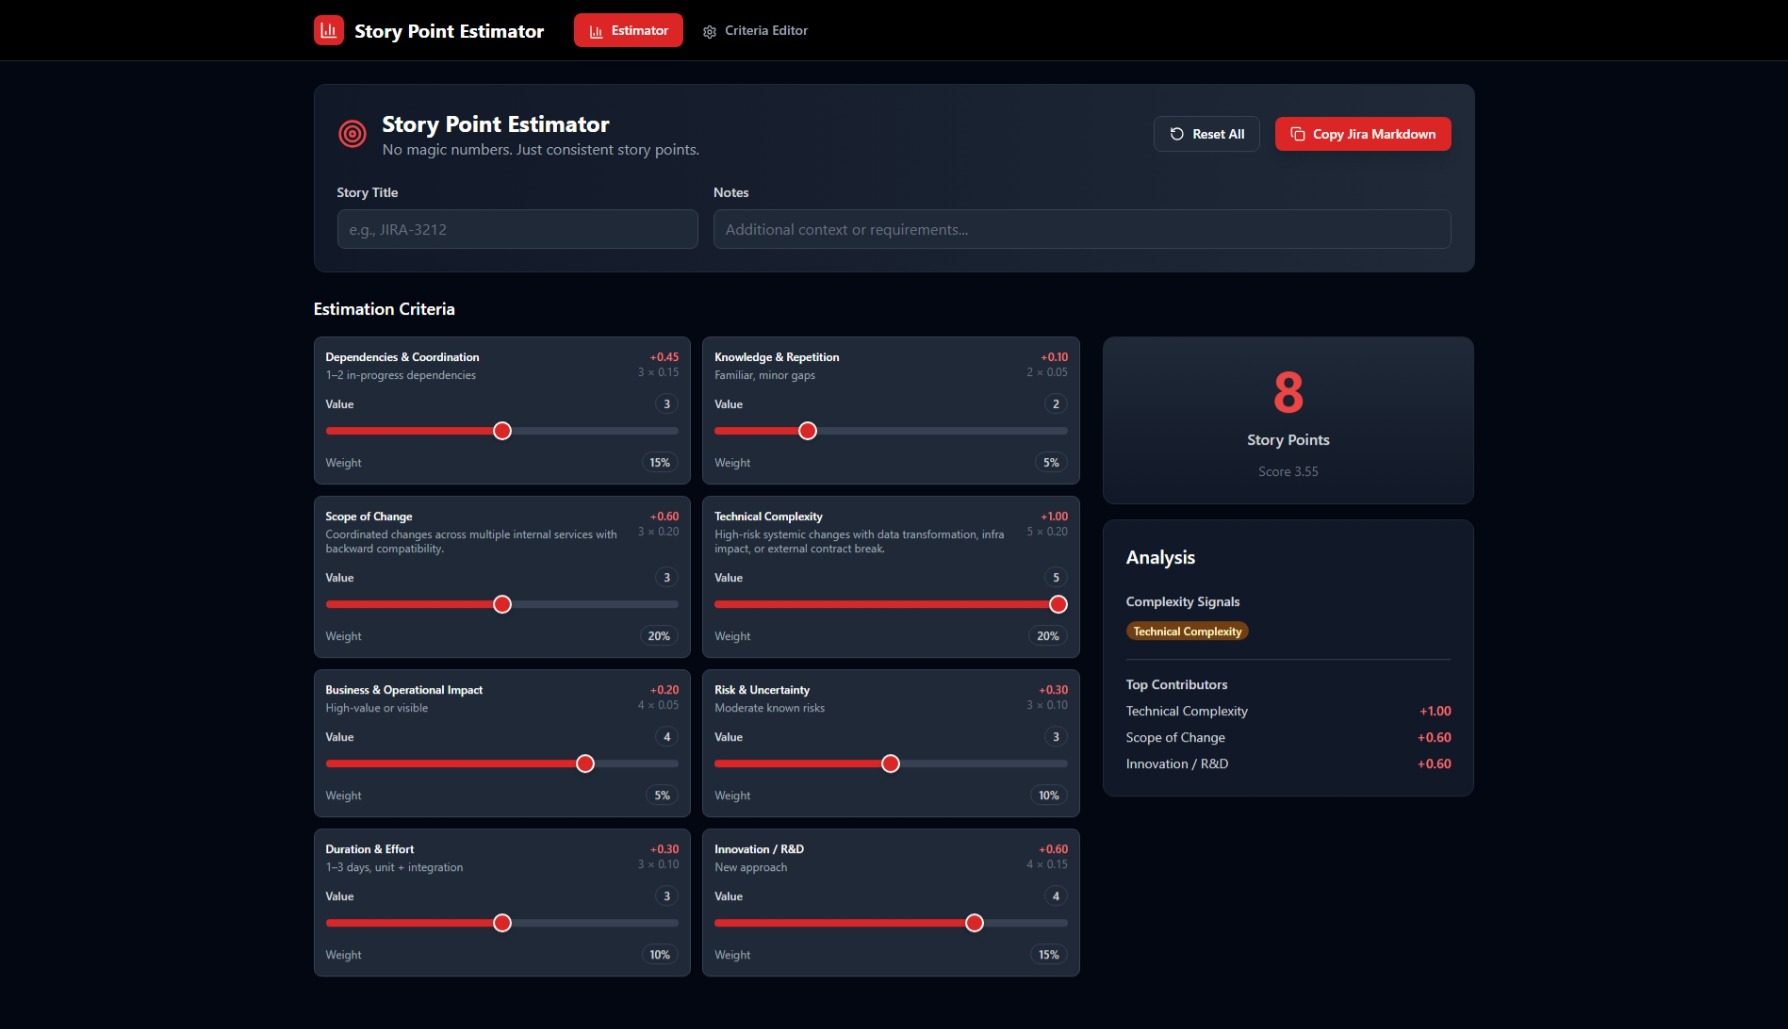 Story Point Estimator
Estimator
Criteria Editor
Story Point Estimator
No magic numbers. Just consistent story points.
Reset All
Copy Jira Markdown
Story Title
Notes
e.g., JIRA-3212
Additional context or requirements...
Estimation Criteria
Dependencies & Coordination
+0.45
1–2 in-progress dependencies
3 × 0.15
Value
3
Weight
15%
Knowledge & Repetition
+0.10
Familiar, minor gaps
2 × 0.05
Value
2
Weight
5%
Scope of Change
+0.60
Coordinated changes across multiple internal services with
backward compatibility.
3 × 0.20
Value
3
Weight
20%
Technical Complexity
+1.00
High-risk systemic changes with data transformation, infra
impact, or external contract break.
5 × 0.20
Value
5
Weight
20%
Business & Operational Impact
+0.20
High-value or visible
4 × 0.05
Value
4
Weight
5%
Risk & Uncertainty
+0.30
Moderate known risks
3 × 0.10
Value
3
Weight
10%
Duration & Effort
+0.30
1–3 days, unit + integration
3 × 0.10
Value
3
Weight
10%
Innovation / R&D
+0.60
New approach
4 × 0.15
Value
4
Weight
15%
8
Story Points
Score 3.55
Analysis
Complexity Signals
Technical Complexity
Top Contributors
Technical Complexity
+1.00
Scope of Change
+0.60
Innovation / R&D
+0.60